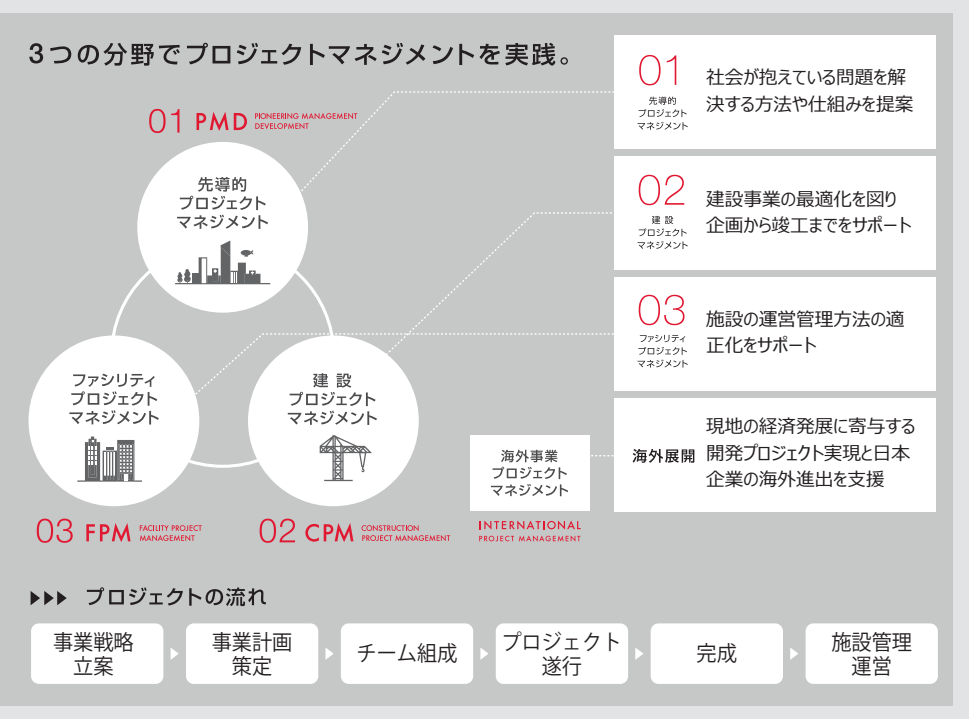 3つの分野でプロジェクトマネジメントを実践。
01 PMD PIONEERING MANAGEMENT
DEVELOPMENT
先導的
プロジェクト
マネジメント
ファシリティ
プロジェクト
マネジメント
建 設
プロジェクト
マネジメント
03 FPM FACILITY PROJECT
MANAGEMENT
02 CPM CONSTRUCTION
PROJECT MANAGEMENT
海外事業
プロジェクト
マネジメント
INTERNATIONAL
PROJECT MANAGEMENT
01
先導的
プロジェクト
マネジメント
社会が抱えている問題を解
決する方法や仕組みを提案
02
建 設
プロジェクト
マネジメント
建設事業の最適化を図り
企画から竣工までをサポート
03
ファシリティ
プロジェクト
マネジメント
施設の運営管理方法の適
正化をサポート
海外展開
現地の経済発展に寄与する
開発プロジェクト実現と日本
企業の海外進出を支援
▶▶▶ プロジェクトの流れ
事業戦略
立案
事業計画
策定
チーム組成
プロジェクト
遂行
完成
施設管理
運営